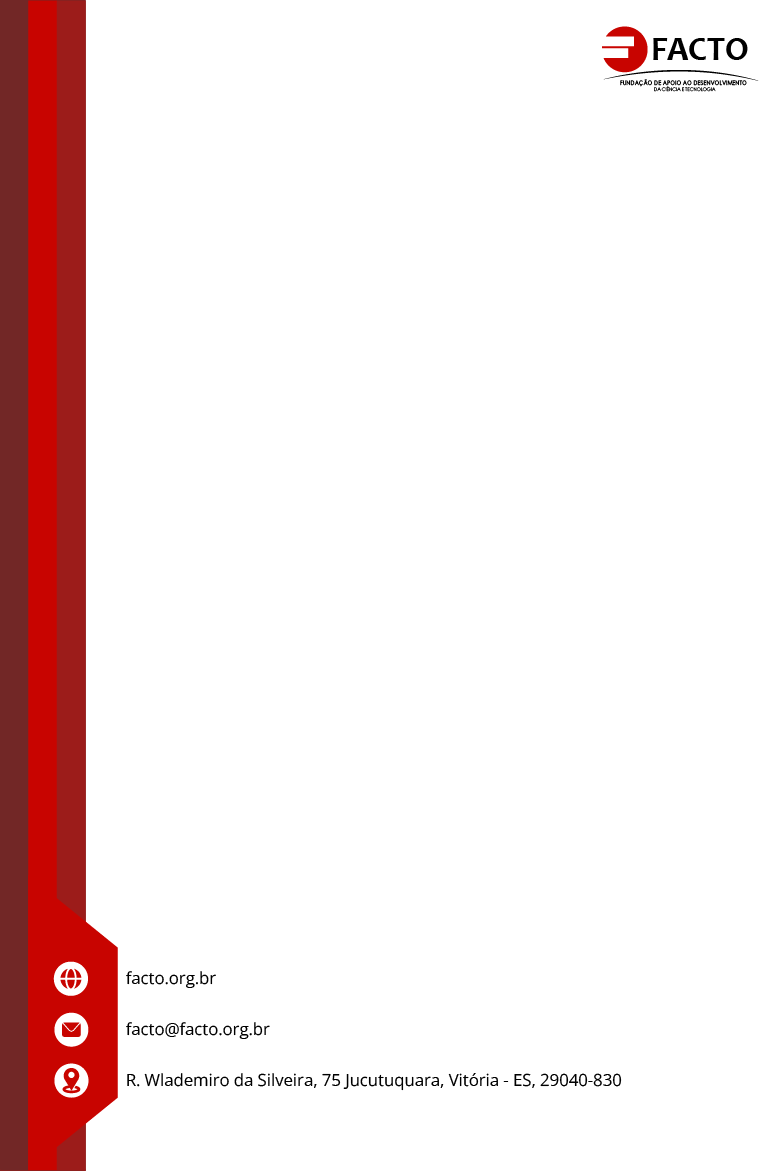 FACTO
FUNDAÇÃO DE APOIO AO DESENVOLVIMENTO
DA CIÊNCIA E TECNOLOGIA
facto.org.br
facto@facto.org.br
R. Wlademiro da Silveira, 75 Jucutuquara, Vitória - ES, 29040-830